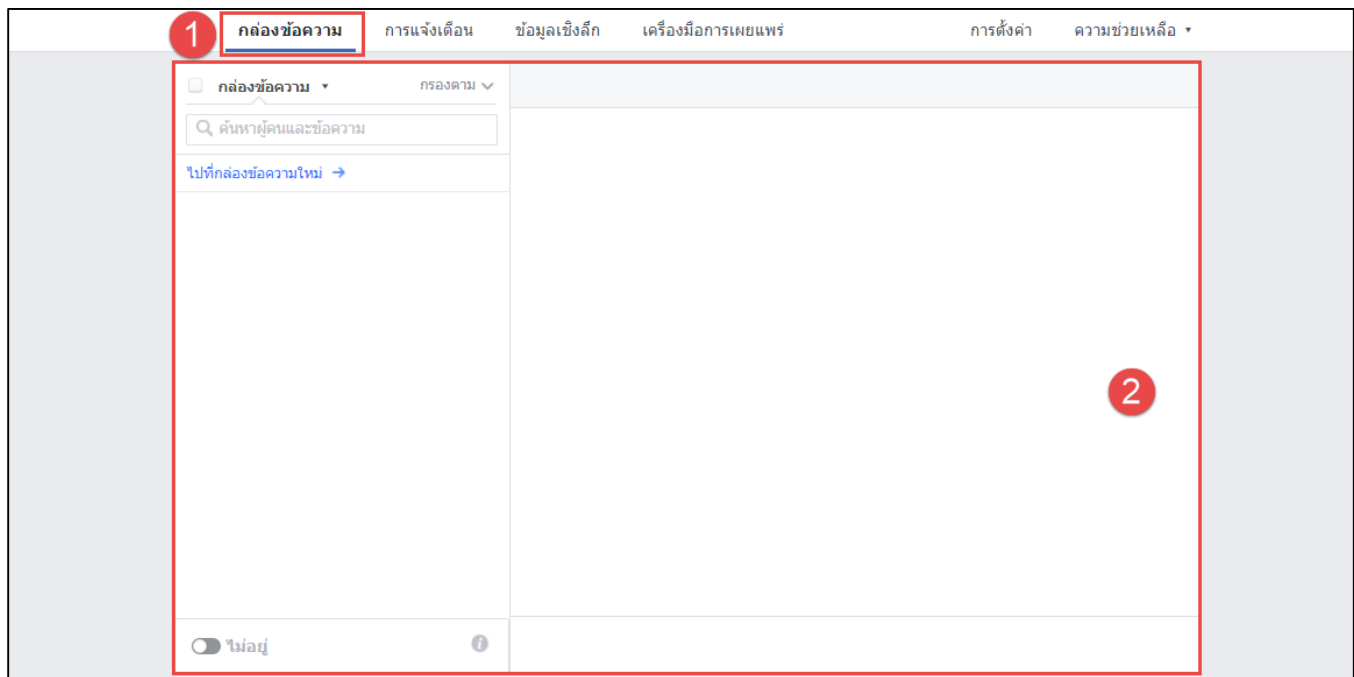 1 กล่องข้อความ การแจ้งเตือน ข้อมูลเชิงลึก เครื่องมือการเผยแพร่ การตั้งค่า ความช่วยเหลือ
กล่องข้อความ กรองตาม
ค้นหาผู้คนและข้อความ
ไปที่กล่องข้อความใหม่ →
2
ไม่อยู่ i